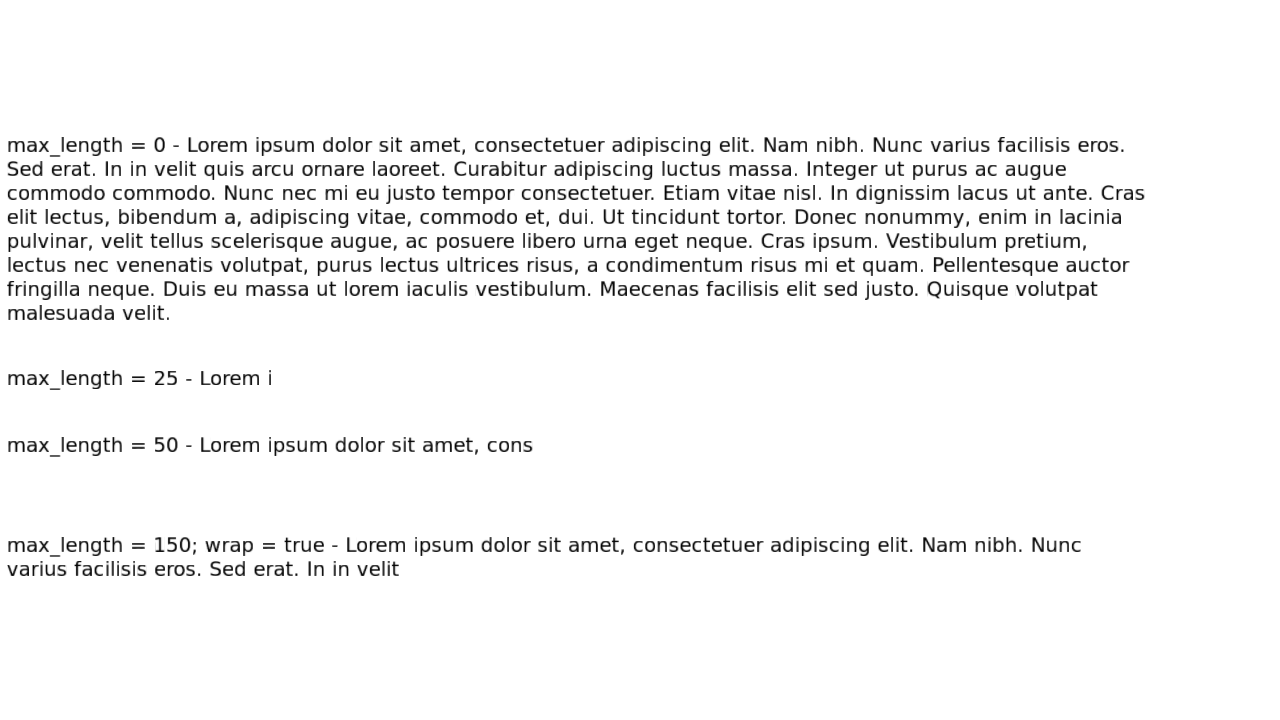 max_length = 0 - Lorem ipsum dolor sit amet, consectetuer adipiscing elit. Nam nibh. Nunc varius facilisis eros.
Sed erat. In in velit quis arcu ornare laoreet. Curabitur adipiscing luctus massa. Integer ut purus ac augue
commodo commodo. Nunc nec mi eu justo tempor consectetuer. Etiam vitae nisl. In dignissim lacus ut ante. Cras
elit lectus, bibendum a, adipiscing vitae, commodo et, dui. Ut tincidunt tortor. Donec nonummy, enim in lacinia
pulvinar, velit tellus scelerisque augue, ac posuere libero urna eget neque. Cras ipsum. Vestibulum pretium,
lectus nec venenatis volutpat, purus lectus ultrices risus, a condimentum risus mi et quam. Pellentesque auctor
fringilla neque. Duis eu massa ut lorem iaculis vestibulum. Maecenas facilisis elit sed justo. Quisque volutpat
malesuada velit.
max_length = 25 - Lorem i
max_length = 50 - Lorem ipsum dolor sit amet, cons
max_length = 150; wrap = true - Lorem ipsum dolor sit amet, consectetuer adipiscing elit. Nam nibh. Nunc
varius facilisis eros. Sed erat. In in velit